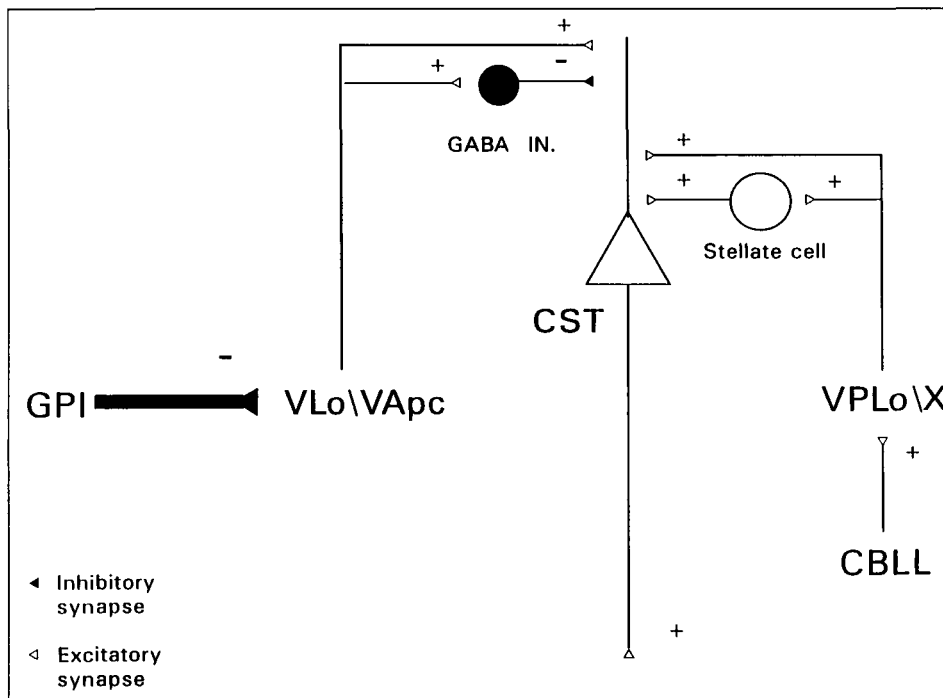 +
-
+
GABA IN.
+
+
+
Stellate cell
CST
-
GPI
VLo\VApc
VPLo\X
+
CBLL
Inhibitory
synapse
+
Excitatory
synapse